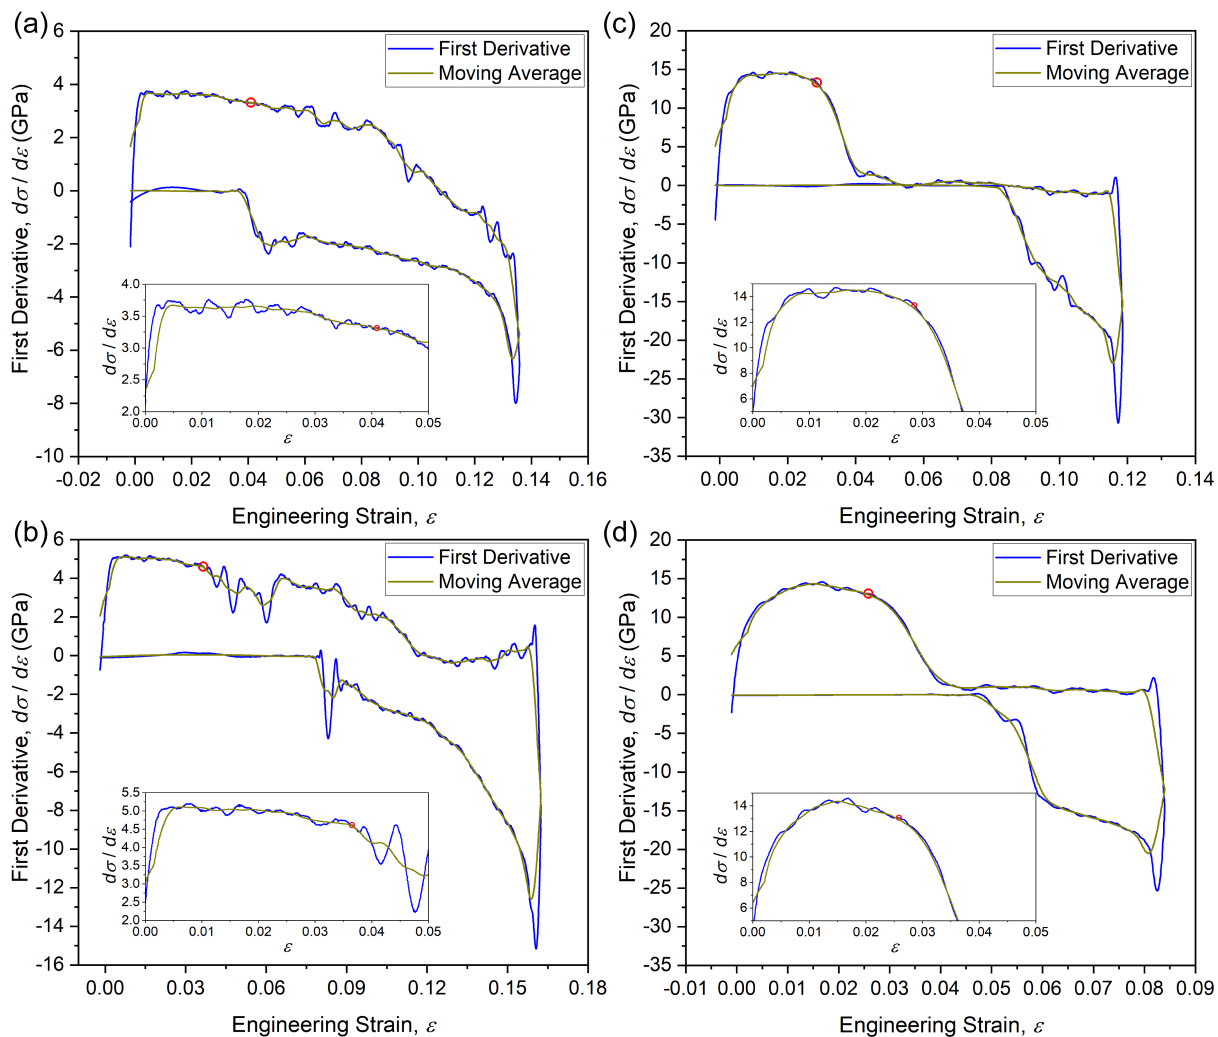 (a)
6
4
2
0
-2
-4
-6
-8
-10
-0.02 0.00 0.02 0.04 0.06 0.08 0.10 0.12 0.14 0.16
First Derivative, dσ / dε (GPa)
Engineering Strain, ε
First Derivative
Moving Average
4.0
3.5
3.0
2.5
2.0
0.00 0.01 0.02 0.03 0.04 0.05
dσ / dε
ε
(c)
20
15
10
5
0
-5
-10
-15
-20
-25
-30
-35
0.00 0.02 0.04 0.06 0.08 0.10 0.12 0.14
First Derivative, dσ / dε (GPa)
Engineering Strain, ε
First Derivative
Moving Average
14
12
10
8
6
0.00 0.01 0.02 0.03 0.04 0.05
dσ / dε
ε
(b)
6
4
2
0
-2
-4
-6
-8
-10
-12
-14
-16
0.00 0.03 0.06 0.09 0.12 0.15 0.18
First Derivative, dσ / dε (GPa)
Engineering Strain, ε
First Derivative
Moving Average
5.5
5.0
4.5
4.0
3.5
3.0
2.5
2.0
0.00 0.01 0.02 0.03 0.04 0.05
dσ / dε
ε
(d)
20
15
10
5
0
-5
-10
-15
-20
-25
-30
-35
-0.01 0.00 0.01 0.02 0.03 0.04 0.05 0.06 0.07 0.08 0.09
First Derivative, dσ / dε (GPa)
Engineering Strain, ε
First Derivative
Moving Average
14
12
10
8
6
0.00 0.01 0.02 0.03 0.04 0.05
dσ / dε
ε